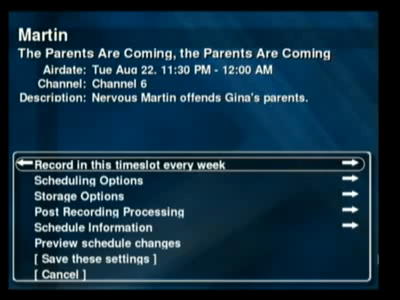 Martin
The Parents Are Coming, the Parents Are Coming
Airdate: Tue Aug 22, 11:30 PM - 12:00 AM
Channel: Channel 6
Description: Nervous Martin offends Gina's parents.
Record in this timeslot every week
Scheduling Options
Storage Options
Post Recording Processing
Schedule Information
Preview schedule changes
[ Save these settings ]
[ Cancel ]